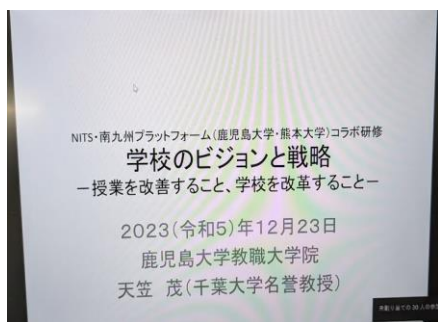 NITS・南九州プラットフォーム(鹿児島大学・熊本大学)コラボ研修
学校のビジョンと戦略
－授業を改善すること、学校を改革すること－
2023(令和5)年12月23日
鹿児島大学教職大学院
天笠 茂(千葉大学名誉教授)